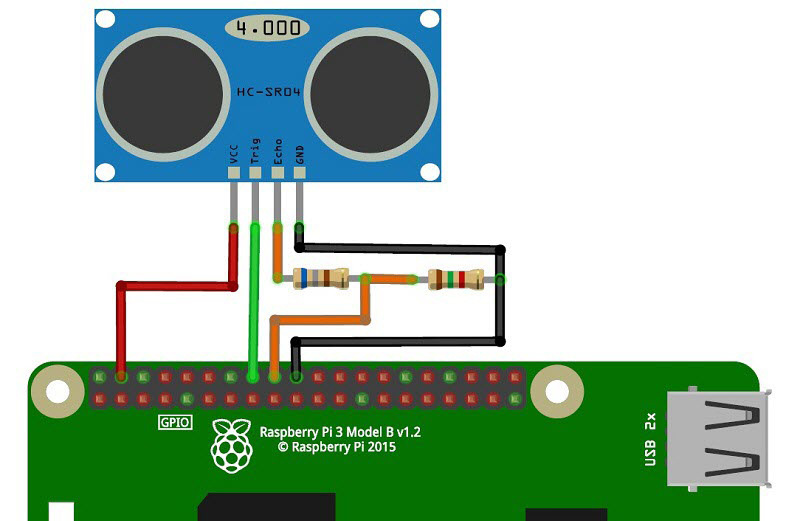 4.000
HC-SR04
VCC
Trig
Echo
GND
GPIO
Raspberry Pi 3 Model B v1.2
© Raspberry Pi 2015
USB 2x